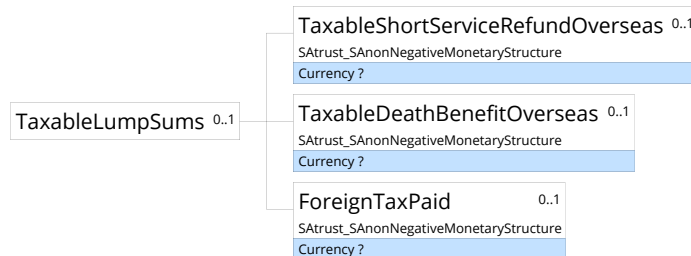 TaxableShortServiceRefundOverseas 0..1
SAtrust_SAnonNegativeMonetaryStructure
Currency ?
TaxableLumpSums 0..1
TaxableDeathBenefitOverseas 0..1
SAtrust_SAnonNegativeMonetaryStructure
Currency ?
ForeignTaxPaid 0..1
SAtrust_SAnonNegativeMonetaryStructure
Currency ?